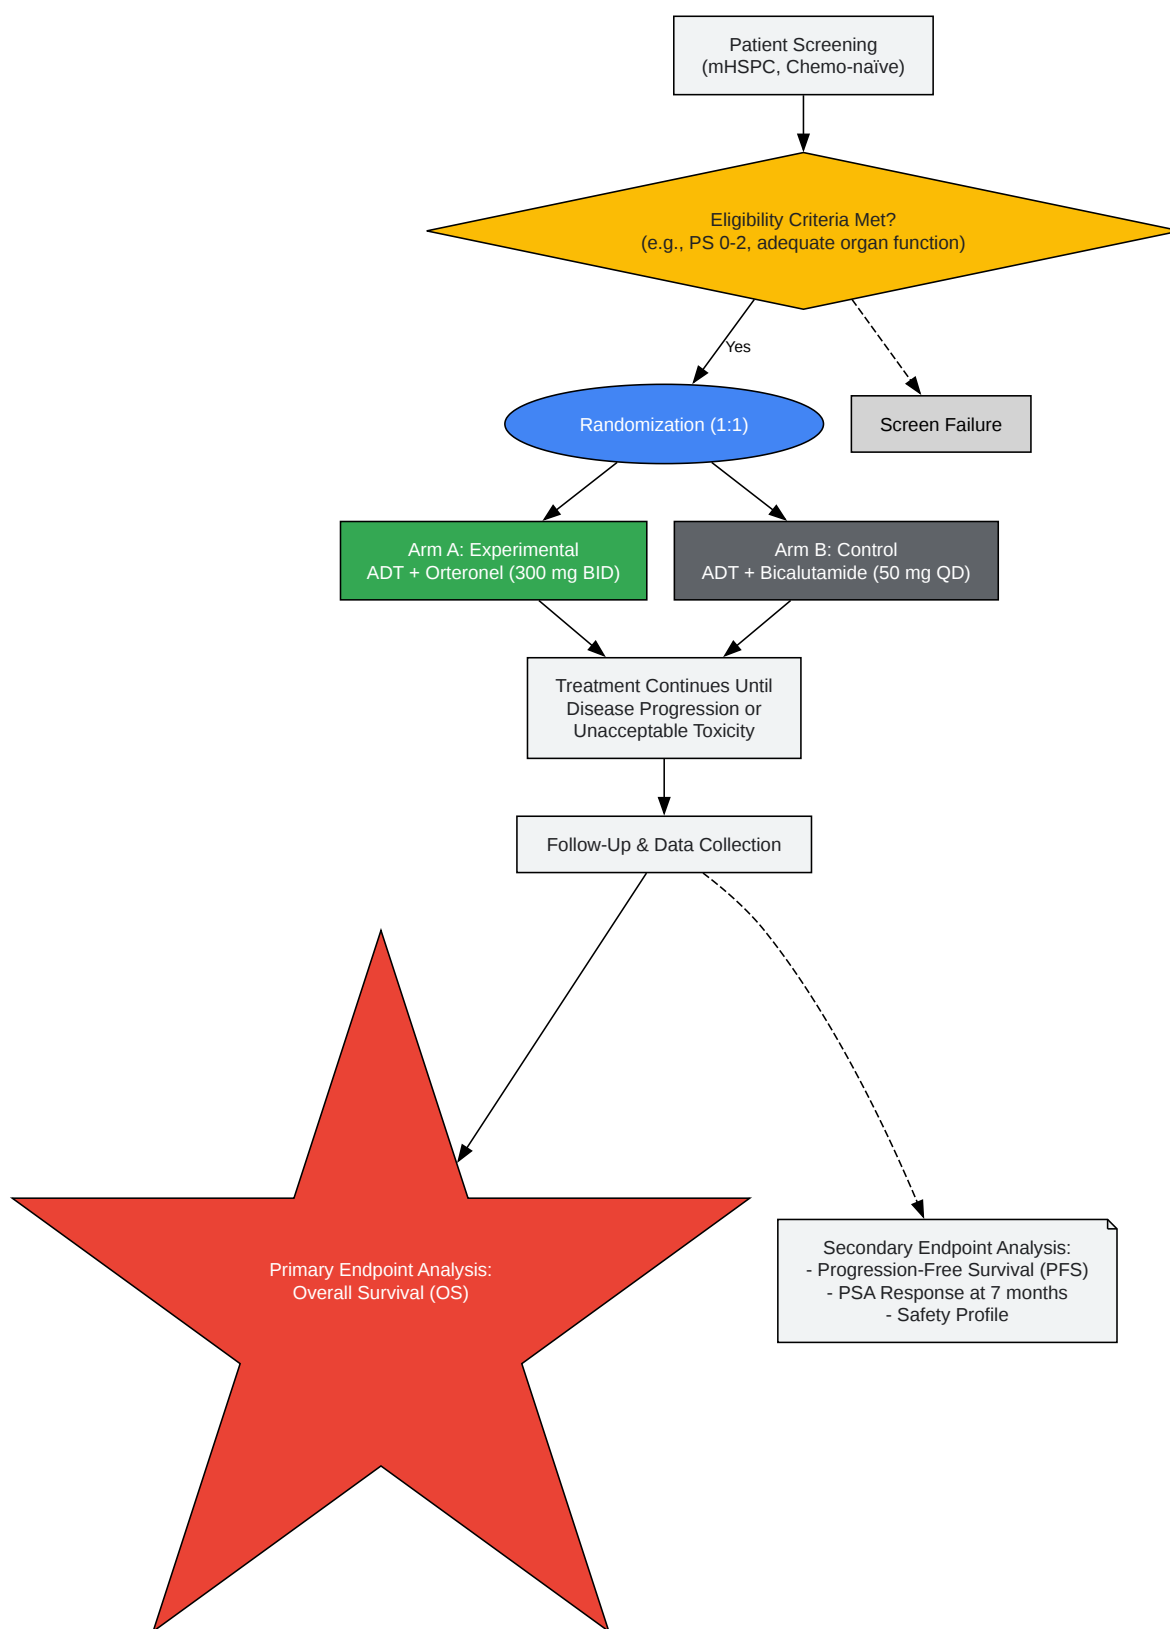 Patient Screening
(mHSPC, Chemo-naïve)
Eligibility Criteria Met?
(e.g., PS 0-2, adequate organ function)
Yes
Randomization (1:1)
Screen Failure
Arm A: Experimental
ADT + Orteronel (300 mg BID)
Arm B: Control
ADT + Bicalutamide (50 mg QD)
Treatment Continues Until
Disease Progression or
Unacceptable Toxicity
Follow-Up & Data Collection
Primary Endpoint Analysis:
Overall Survival (OS)
Secondary Endpoint Analysis:
- Progression-Free Survival (PFS)
- PSA Response at 7 months
- Safety Profile